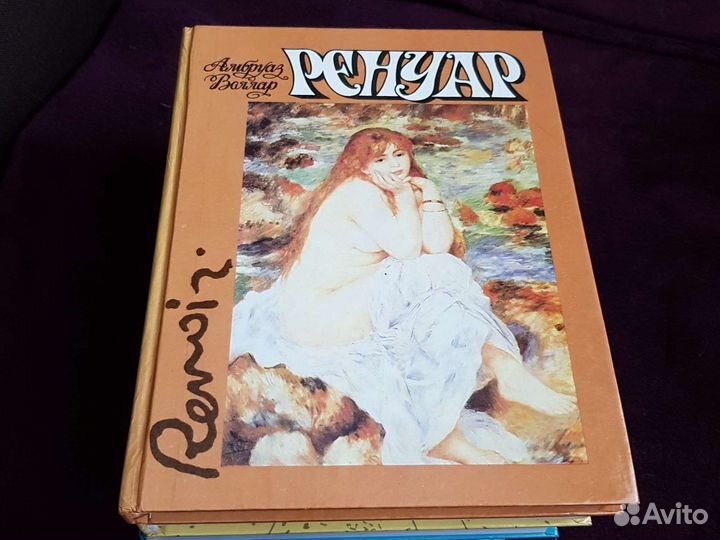 Амбруаз
Воллар
РЕНУАР
Renoir.
Avito